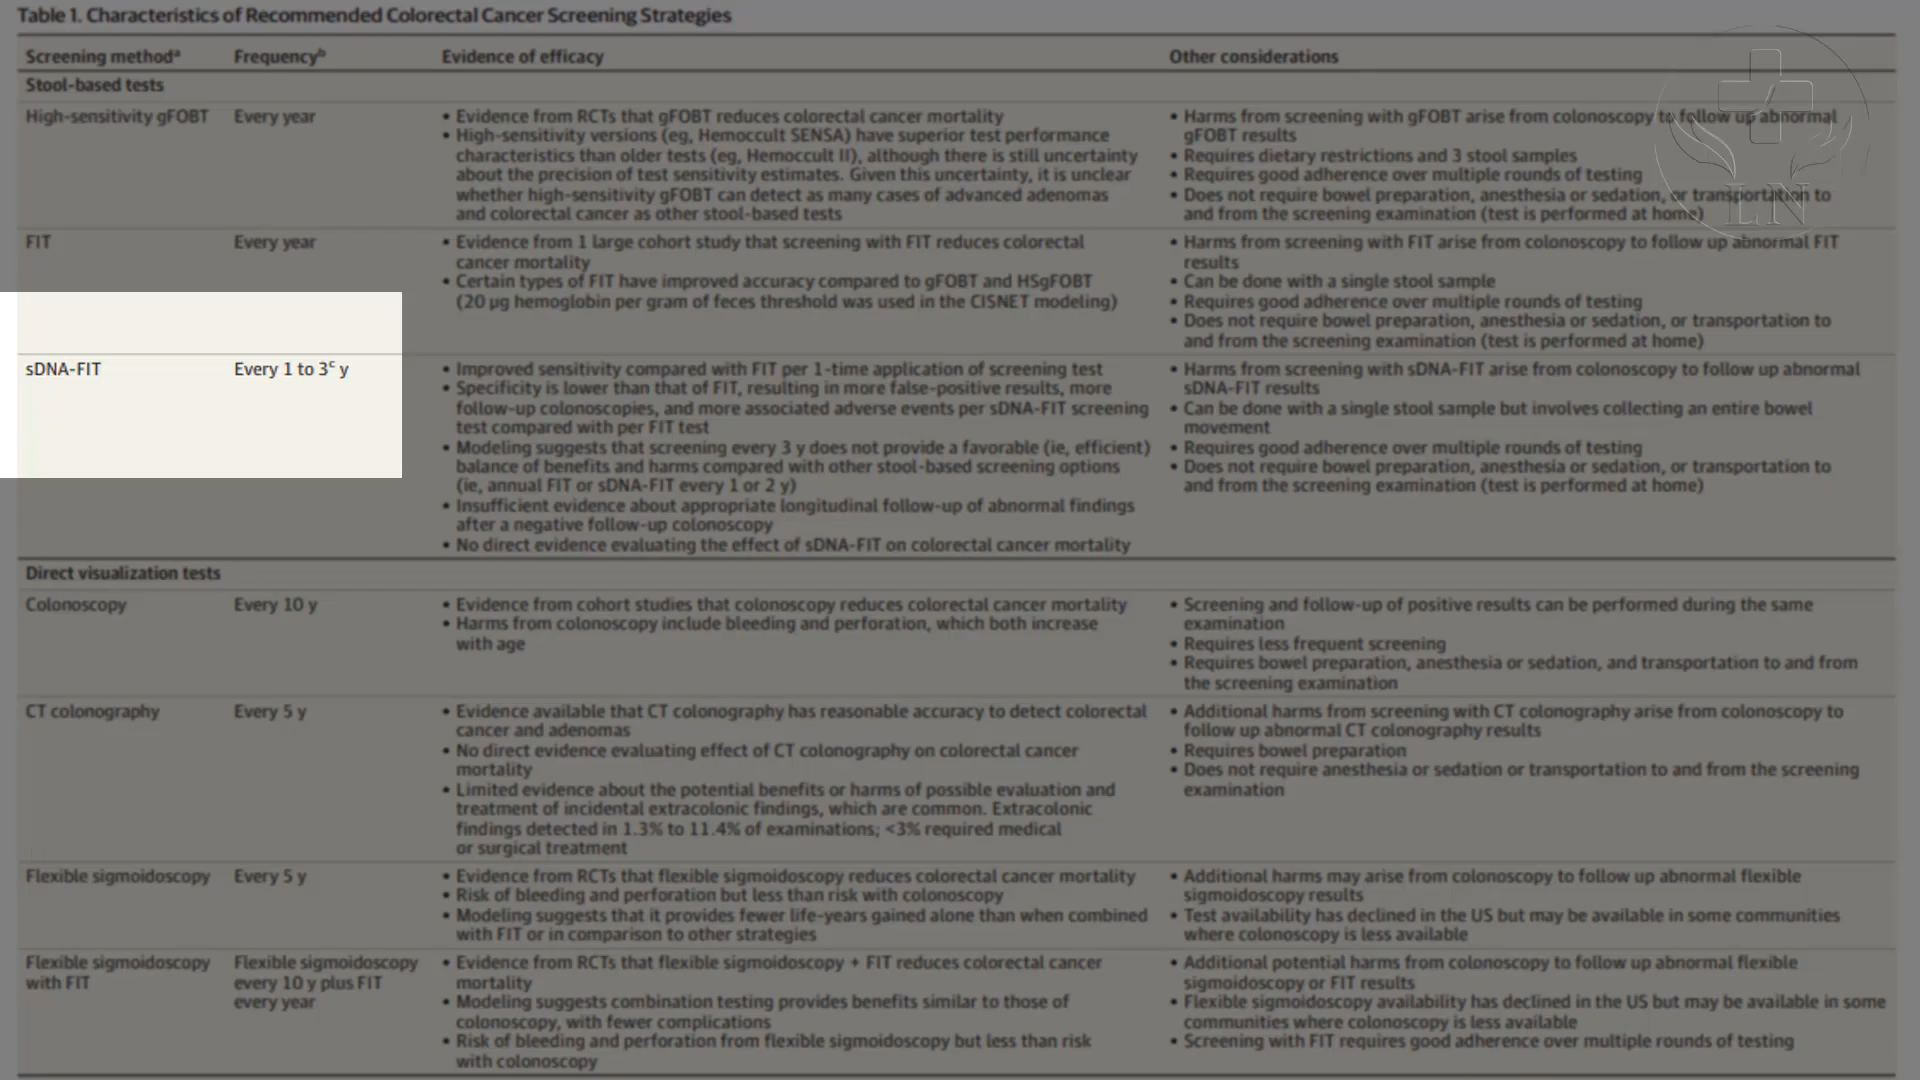 Table 1. Characteristics of Recommended Colorectal Cancer Screening Strategies
Screening methodᵃ Frequencyᵇ Evidence of efficacy Other considerations
Stool-based tests
High-sensitivity gFOBT Every year
• Evidence from RCTs that gFOBT reduces colorectal cancer mortality
• High-sensitivity versions (eg, Hemoccult SENSA) have superior test performance
characteristics than older tests (eg, Hemoccult II), although there is still uncertainty
about the precision of test sensitivity estimates. Given this uncertainty, it is unclear
whether high-sensitivity gFOBT can detect as many cases of advanced adenomas
and colorectal cancer as other stool-based tests
• Harms from screening with gFOBT arise from colonoscopy to follow up abnormal
gFOBT results
• Requires dietary restrictions and 3 stool samples
• Requires good adherence over multiple rounds of testing
• Does not require bowel preparation, anesthesia or sedation, or transportation to
and from the screening examination (test is performed at home)
LN
FIT Every year
• Evidence from 1 large cohort study that screening with FIT reduces colorectal
cancer mortality
• Certain types of FIT have improved accuracy compared to gFOBT and HSgFOBT
(20 μg hemoglobin per gram of feces threshold was used in the CISNET modeling)
• Harms from screening with FIT arise from colonoscopy to follow up abnormal FIT
results
• Can be done with a single stool sample
• Requires good adherence over multiple rounds of testing
• Does not require bowel preparation, anesthesia or sedation, or transportation to
and from the screening examination (test is performed at home)
sDNA-FIT Every 1 to 3ᶜ y
• Improved sensitivity compared with FIT per 1-time application of screening test
• Specificity is lower than that of FIT, resulting in more false-positive results, more
follow-up colonoscopies, and more associated adverse events per sDNA-FIT screening
test compared with per FIT test
• Modeling suggests that screening every 3 y does not provide a favorable (ie, efficient)
balance of benefits and harms compared with other stool-based screening options
(ie, annual FIT or sDNA-FIT every 1 or 2 y)
• Insufficient evidence about appropriate longitudinal follow-up of abnormal findings
after a negative follow-up colonoscopy
• No direct evidence evaluating the effect of sDNA-FIT on colorectal cancer mortality
• Harms from screening with sDNA-FIT arise from colonoscopy to follow up abnormal
sDNA-FIT results
• Can be done with a single stool sample but involves collecting an entire bowel
movement
• Requires good adherence over multiple rounds of testing
• Does not require bowel preparation, anesthesia or sedation, or transportation to
and from the screening examination (test is performed at home)
Direct visualization tests
Colonoscopy Every 10 y
• Evidence from cohort studies that colonoscopy reduces colorectal cancer mortality
• Harms from colonoscopy include bleeding and perforation, which both increase
with age
• Screening and follow-up of positive results can be performed during the same
examination
• Requires less frequent screening
• Requires bowel preparation, anesthesia or sedation, and transportation to and from
the screening examination
CT colonography Every 5 y
• Evidence available that CT colonography has reasonable accuracy to detect colorectal
cancer and adenomas
• No direct evidence evaluating effect of CT colonography on colorectal cancer
mortality
• Limited evidence about the potential benefits or harms of possible evaluation and
treatment of incidental extracolonic findings, which are common. Extracolonic
findings detected in 1.3% to 11.4% of examinations; <3% required medical
or surgical treatment
• Additional harms from screening with CT colonography arise from colonoscopy to
follow up abnormal CT colonography results
• Requires bowel preparation
• Does not require anesthesia or sedation or transportation to and from the screening
examination
Flexible sigmoidoscopy Every 5 y
• Evidence from RCTs that flexible sigmoidoscopy reduces colorectal cancer mortality
• Risk of bleeding and perforation but less than risk with colonoscopy
• Modeling suggests that it provides fewer life-years gained alone than when combined
with FIT or in comparison to other strategies
• Additional harms may arise from colonoscopy to follow up abnormal flexible
sigmoidoscopy results
• Test availability has declined in the US but may be available in some communities
where colonoscopy is less available
Flexible sigmoidoscopy
with FIT
Flexible sigmoidoscopy
every 10 y plus FIT
every year
• Evidence from RCTs that flexible sigmoidoscopy + FIT reduces colorectal cancer
mortality
• Modeling suggests combination testing provides benefits similar to those of
colonoscopy, with fewer complications
• Risk of bleeding and perforation from flexible sigmoidoscopy but less than risk
with colonoscopy
• Additional potential harms from colonoscopy to follow up abnormal flexible
sigmoidoscopy or FIT results
• Flexible sigmoidoscopy availability has declined in the US but may be available in some
communities where colonoscopy is less available
• Screening with FIT requires good adherence over multiple rounds of testing